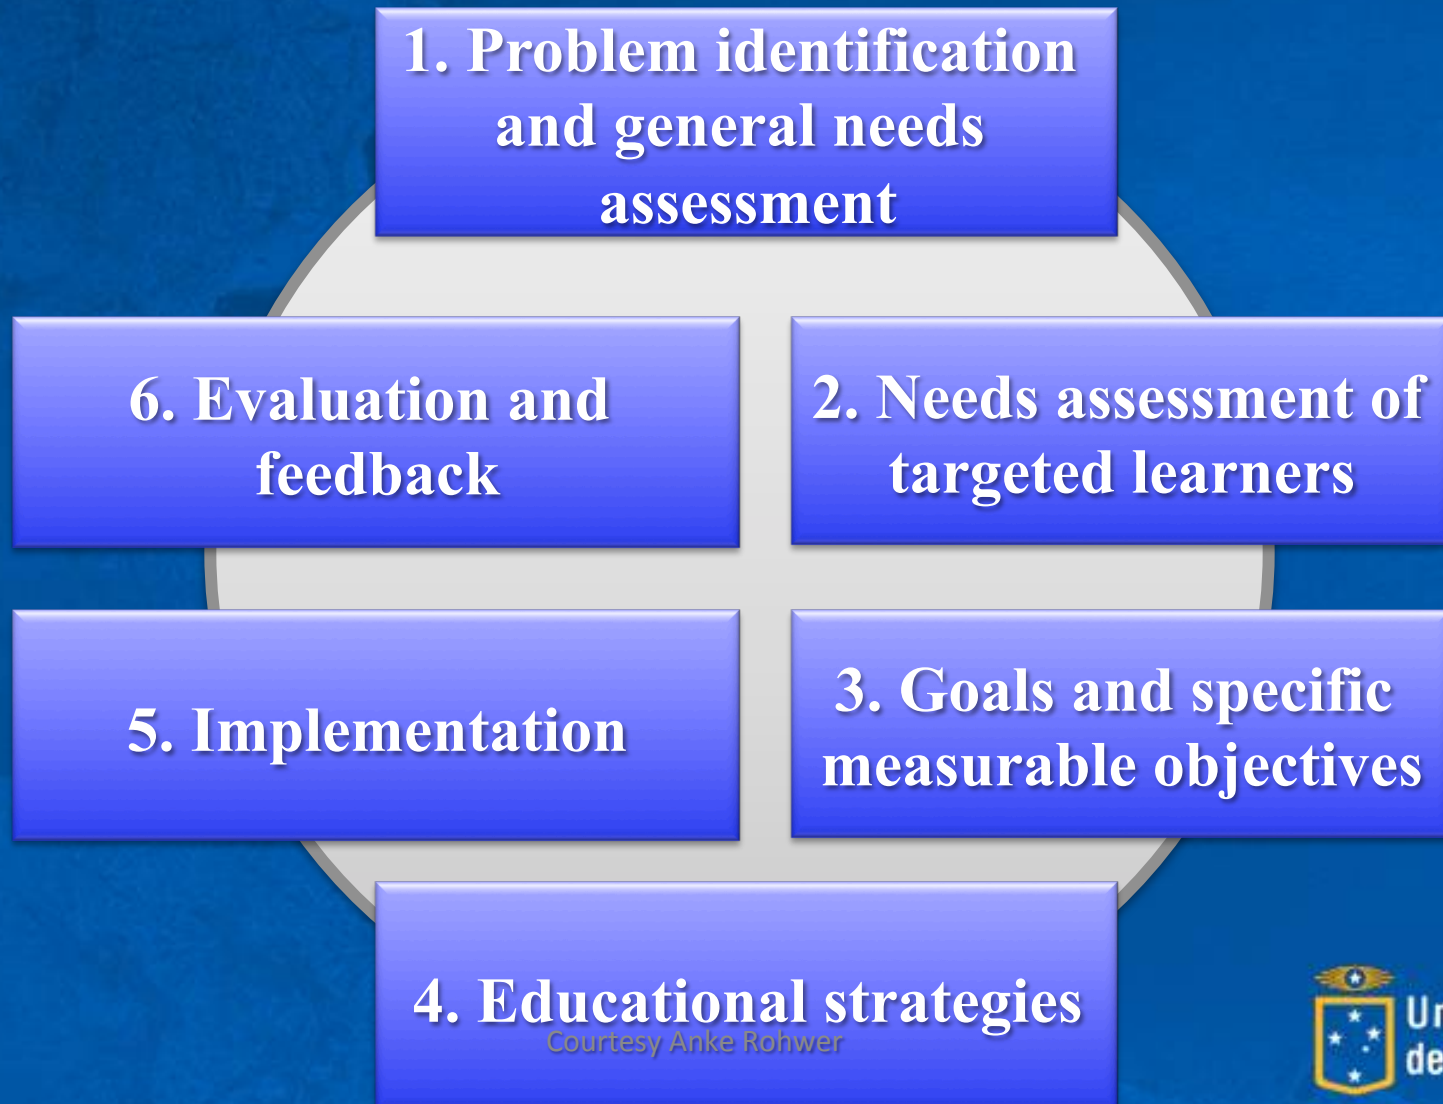 1. Problem identification
and general needs
assessment
6. Evaluation and
feedback
2. Needs assessment of
targeted learners
5. Implementation
3. Goals and specific
measurable objectives
4. Educational strategies
Courtesy Anke Rohwer
de